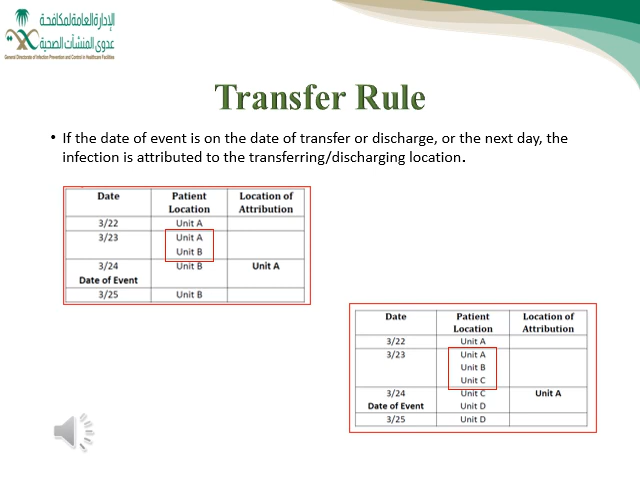 الإدارة العامة لمكافحة
عدوى المنشآت الصحية
General Directorate of Infection Prevention and Control in Healthcare Facilities
Transfer Rule
• If the date of event is on the date of transfer or discharge, or the next day, the
infection is attributed to the transferring/discharging location.
Date Patient Location Location of Attribution
3/22 Unit A
3/23 Unit A
Unit B
3/24 Unit B Unit A
Date of Event
3/25 Unit B
Date Patient Location Location of Attribution
3/22 Unit A
3/23 Unit A
Unit B
Unit C
3/24 Unit C Unit A
Date of Event Unit D
3/25 Unit D